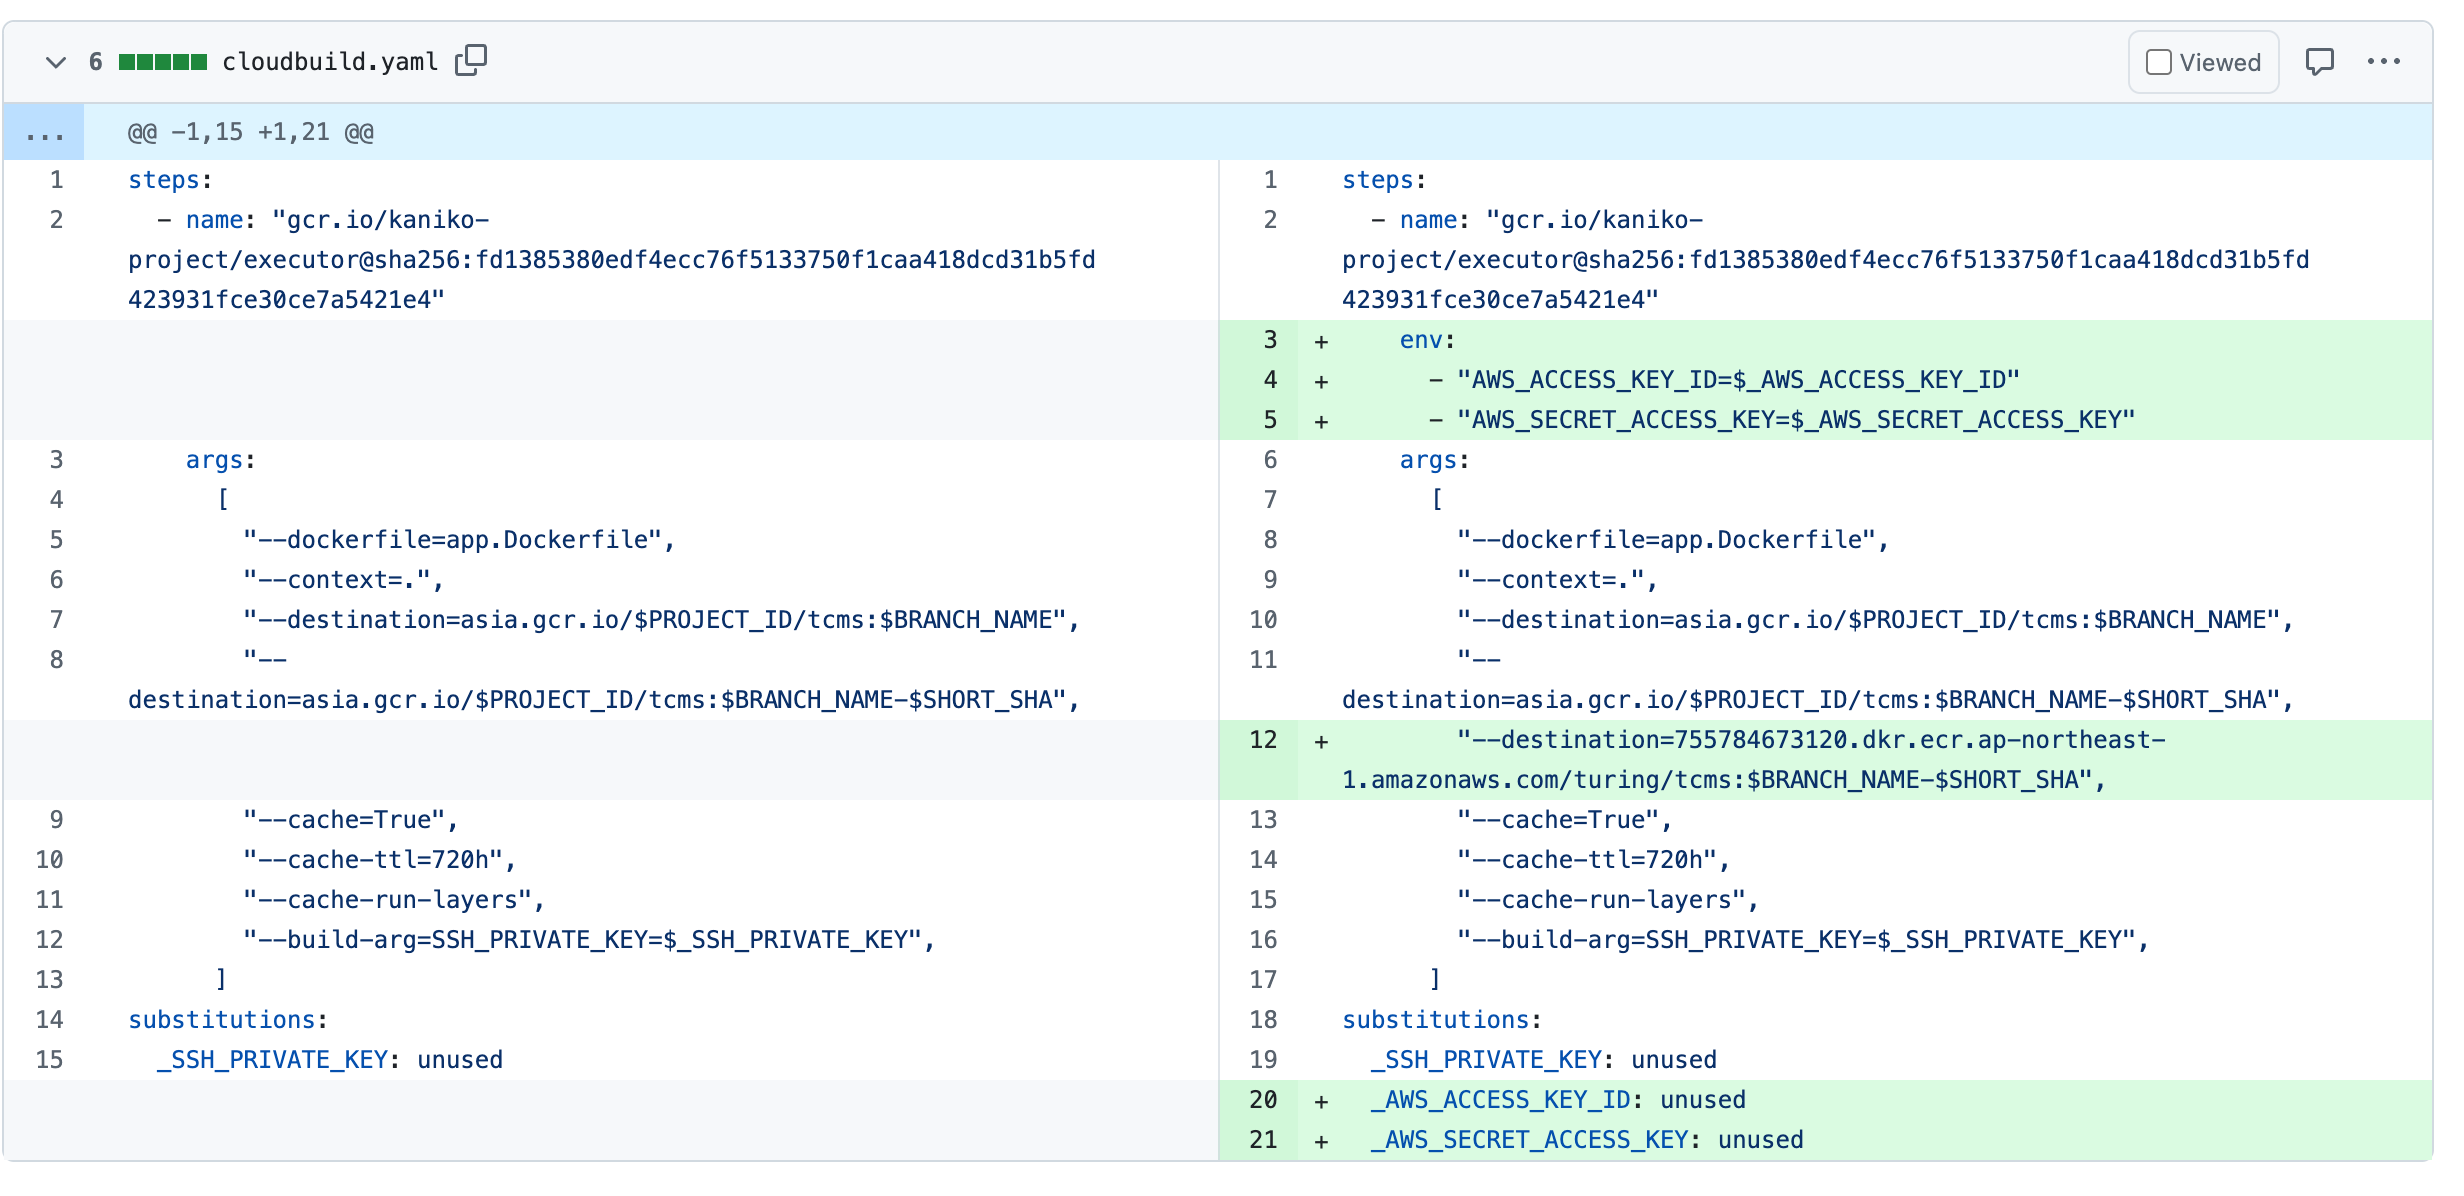 6 cloudbuild.yaml Viewed
... @@ -1,15 +1,21 @@
1 steps:
2 - name: "gcr.io/kaniko-
project/executor@sha256:fd1385380edf4ecc76f5133750f1caa418dcd31b5fd
423931fce30ce7a5421e4"
3 args:
4 [
5 "--dockerfile=app.Dockerfile",
6 "--context=.",
7 "--destination=asia.gcr.io/$PROJECT_ID/tcms:$BRANCH_NAME",
8 "--
destination=asia.gcr.io/$PROJECT_ID/tcms:$BRANCH_NAME-$SHORT_SHA",
9 "--cache=True",
10 "--cache-ttl=720h",
11 "--cache-run-layers",
12 "--build-arg=SSH_PRIVATE_KEY=$_SSH_PRIVATE_KEY",
13 ]
14 substitutions:
15 _SSH_PRIVATE_KEY: unused
1 steps:
2 - name: "gcr.io/kaniko-
project/executor@sha256:fd1385380edf4ecc76f5133750f1caa418dcd31b5fd
423931fce30ce7a5421e4"
3 + env:
4 + - "AWS_ACCESS_KEY_ID=$_AWS_ACCESS_KEY_ID"
5 + - "AWS_SECRET_ACCESS_KEY=$_AWS_SECRET_ACCESS_KEY"
6 args:
7 [
8 "--dockerfile=app.Dockerfile",
9 "--context=.",
10 "--destination=asia.gcr.io/$PROJECT_ID/tcms:$BRANCH_NAME",
11 "--
destination=asia.gcr.io/$PROJECT_ID/tcms:$BRANCH_NAME-$SHORT_SHA",
12 + "--destination=755784673120.dkr.ecr.ap-northeast-
1.amazonaws.com/turing/tcms:$BRANCH_NAME-$SHORT_SHA",
13 "--cache=True",
14 "--cache-ttl=720h",
15 "--cache-run-layers",
16 "--build-arg=SSH_PRIVATE_KEY=$_SSH_PRIVATE_KEY",
17 ]
18 substitutions:
19 _SSH_PRIVATE_KEY: unused
20 + _AWS_ACCESS_KEY_ID: unused
21 + _AWS_SECRET_ACCESS_KEY: unused